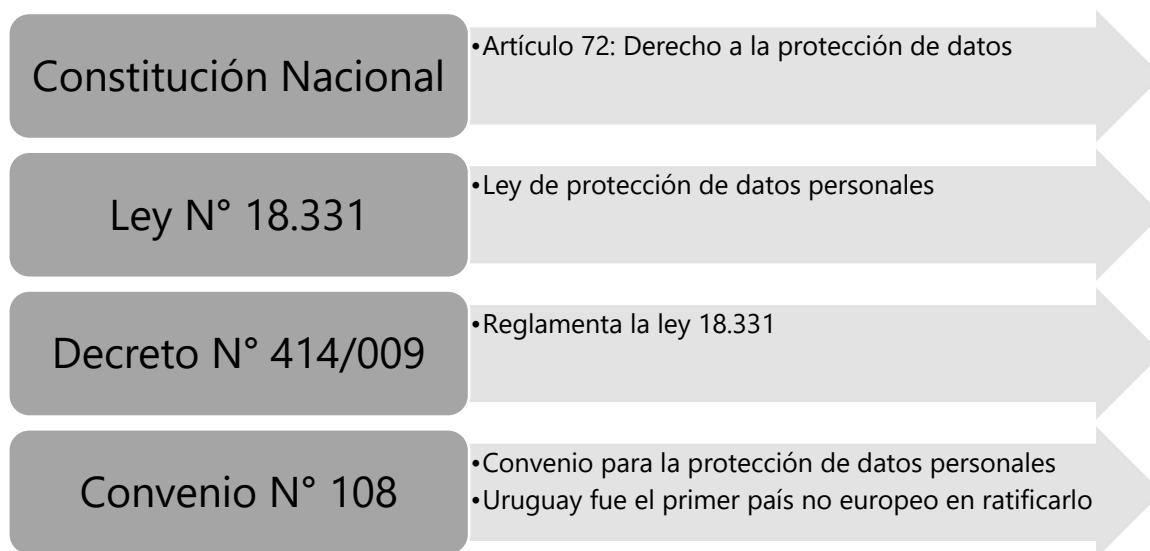 Constitución Nacional
•Artículo 72: Derecho a la protección de datos
Ley N° 18.331
•Ley de protección de datos personales
Decreto N° 414/009
•Reglamenta la ley 18.331
Convenio N° 108
•Convenio para la protección de datos personales
•Uruguay fue el primer país no europeo en ratificarlo